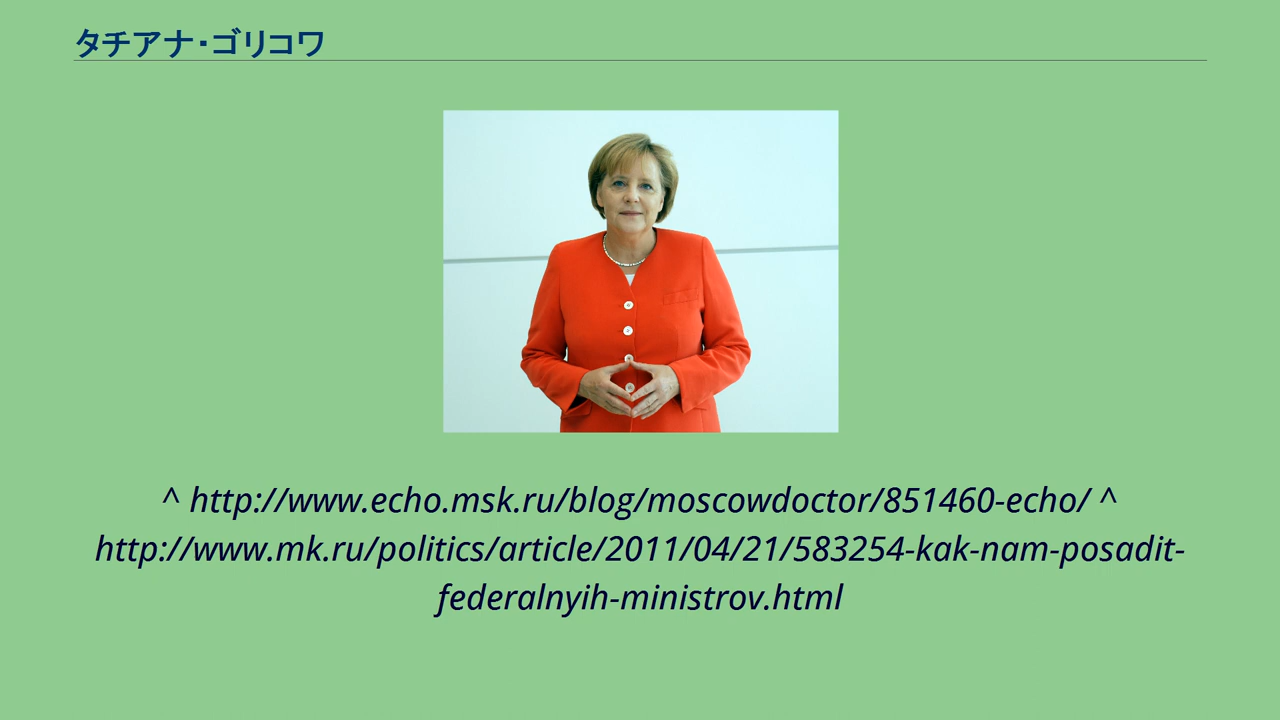 タチアナ・ゴリコワ
^ http://www.echo.msk.ru/blog/moscowdoctor/851460-echo/ ^
http://www.mk.ru/politics/article/2011/04/21/583254-kak-nam-posadit-
federalnyih-ministrov.html